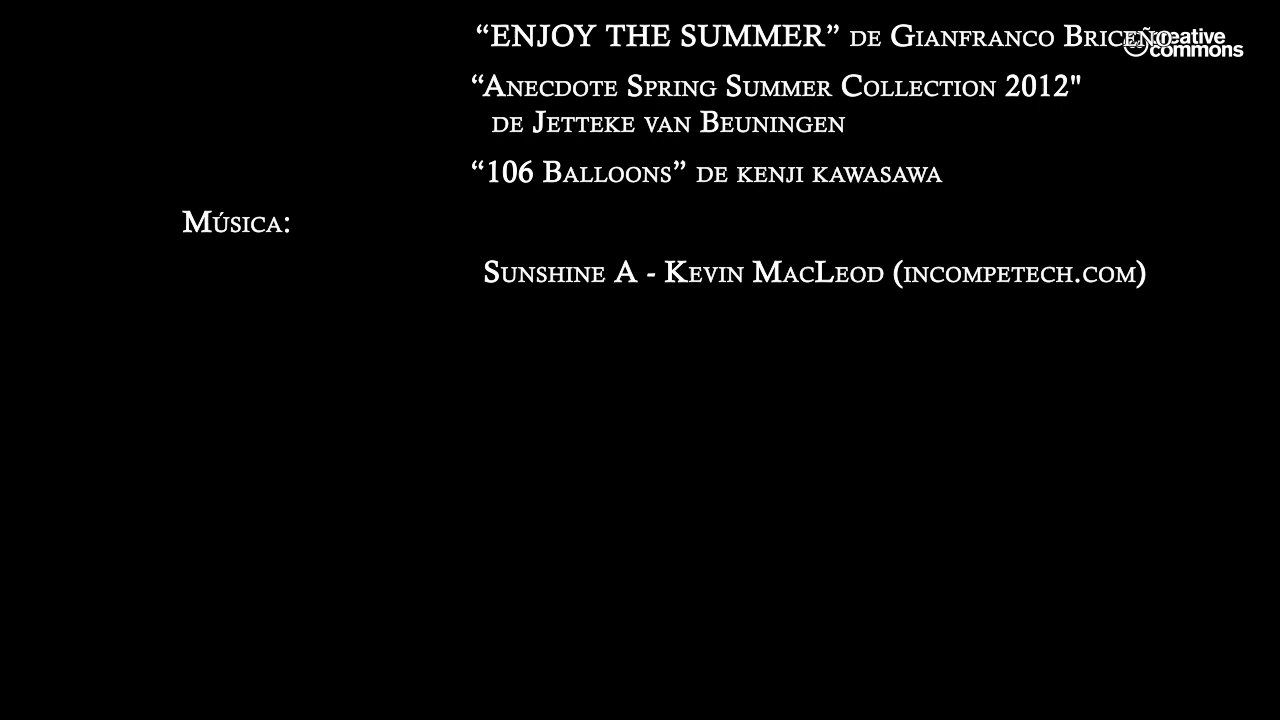 “ENJOY THE SUMMER” de Gianfranco Briceño
creative commons
“Anecdote Spring Summer Collection 2012"
de Jetteke van Beuningen
“106 Balloons” de kenji kawasawa
Música:
Sunshine A - Kevin MacLeod (incompetech.com)